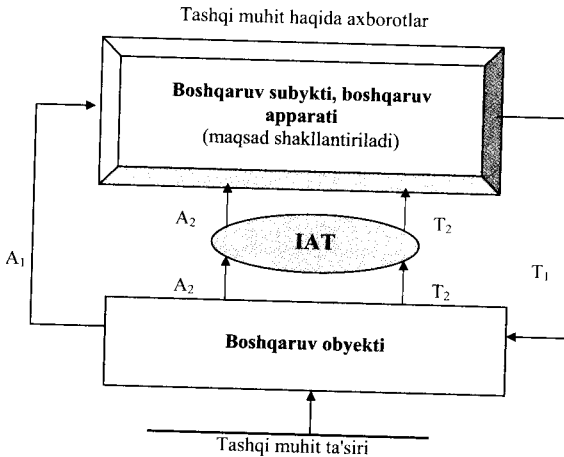 Tashqi muhit haqida axborotlar
Boshqaruv subykti, boshqaruv
apparati
(maqsad shakllantiriladi)
A₂
T₂
IAT
A₁
T₁
A₂
T₂
Boshqaruv obyekti
Tashqi muhit ta'siri